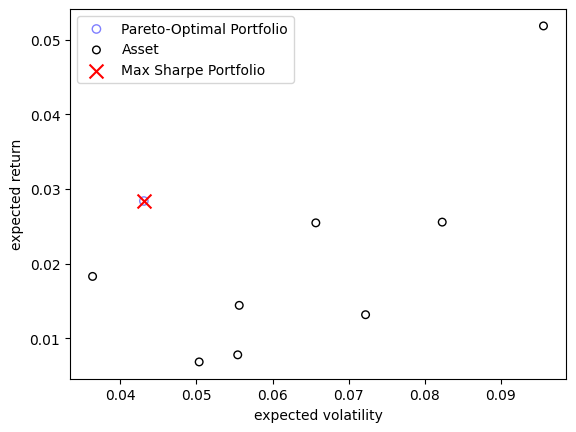 Pareto-Optimal Portfolio
Asset
Max Sharpe Portfolio
0.05
0.04
0.03
0.02
0.01
expected return
0.04 0.05 0.06 0.07 0.08 0.09
expected volatility